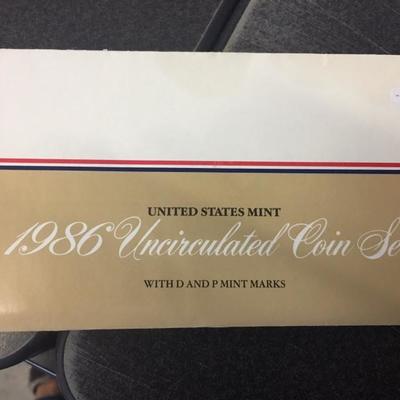 UNITED STATES MINT
1986 Uncirculated Coin Se
WITH D AND P MINT MARKS